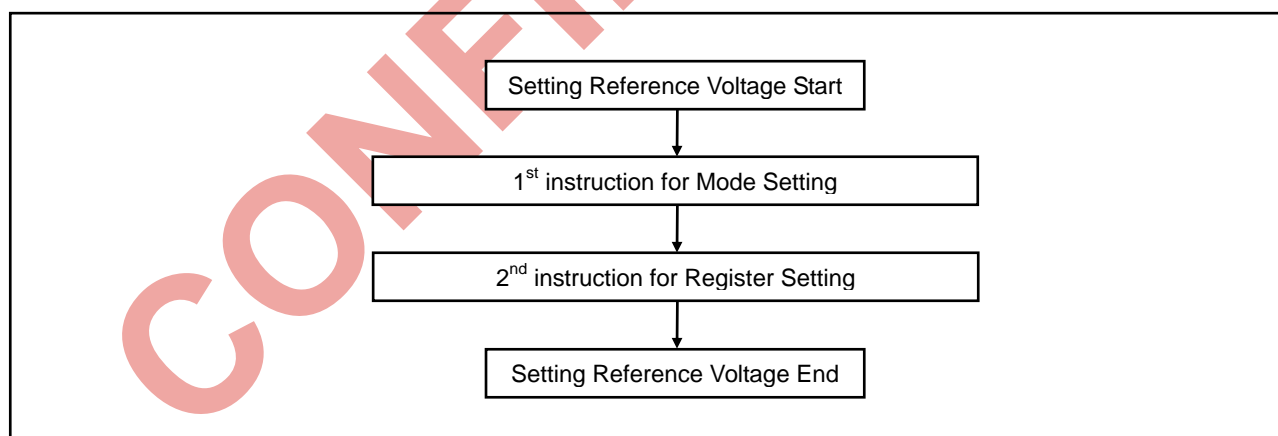 Setting Reference Voltage Start
1st instruction for Mode Setting
2nd instruction for Register Setting
Setting Reference Voltage End